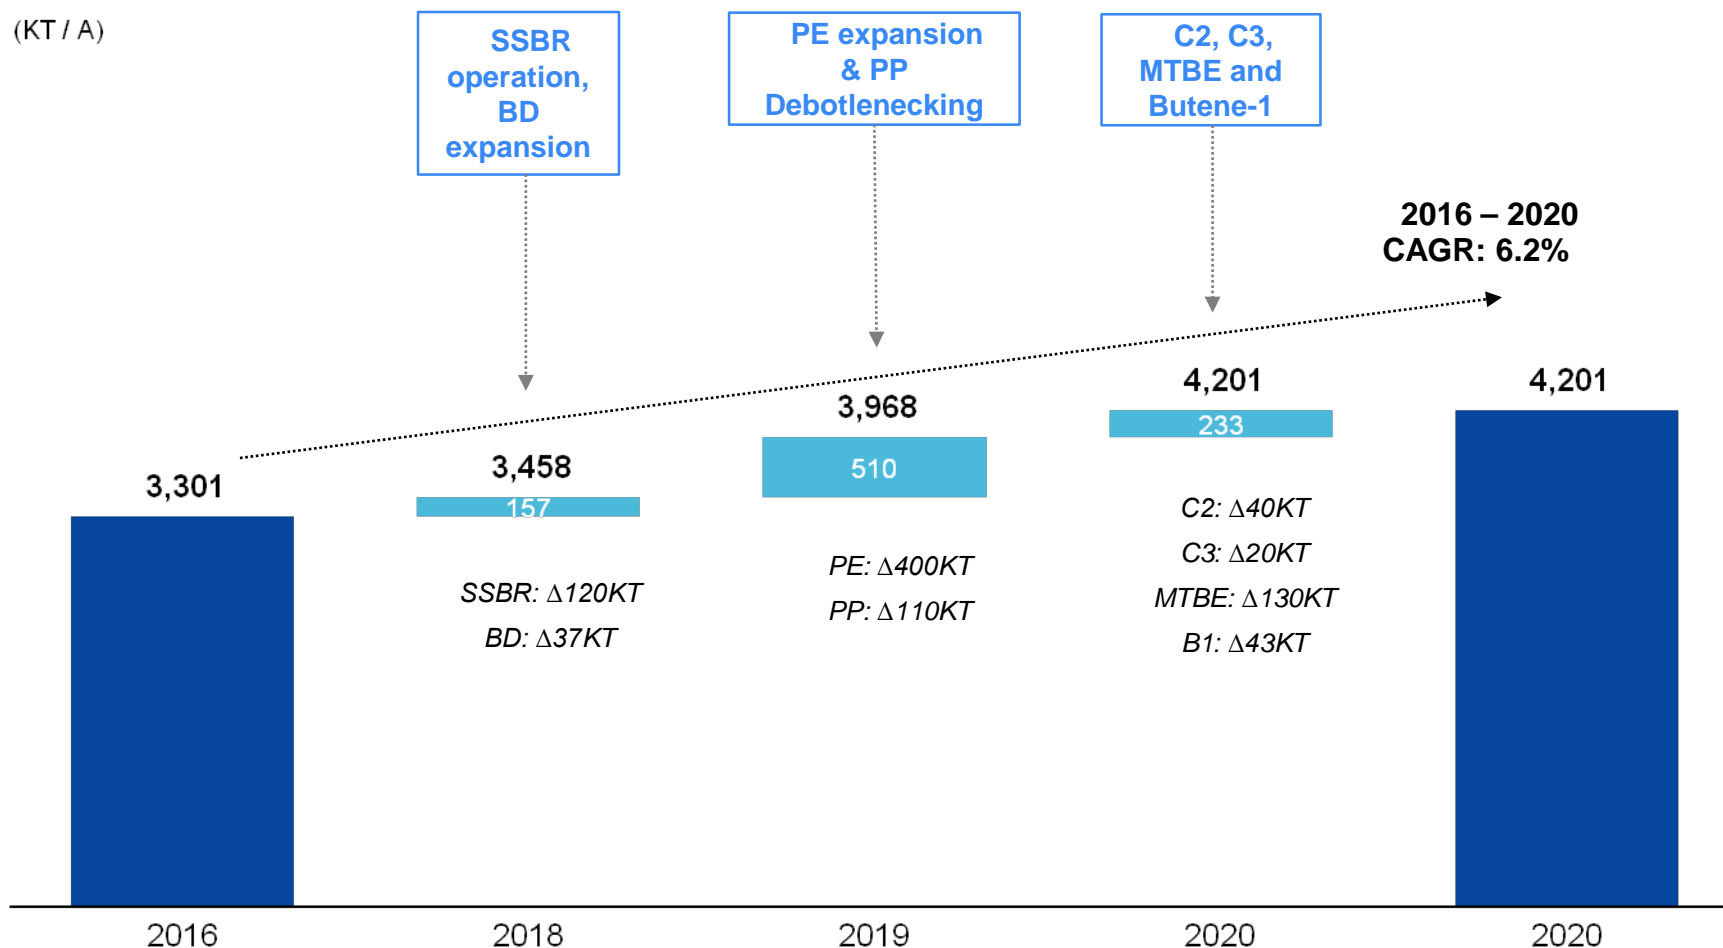 (KT / A)
SSBR
operation,
BD
expansion
PE expansion
& PP
Debotlenecking
C2, C3,
MTBE and
Butene-1
2016 – 2020
CAGR: 6.2%
3,301
3,458
157
3,968
510
4,201
233
4,201
SSBR: Δ120KT
BD: Δ37KT
PE: Δ400KT
PP: Δ110KT
C2: Δ40KT
C3: Δ20KT
MTBE: Δ130KT
B1: Δ43KT
2016
2018
2019
2020
2020